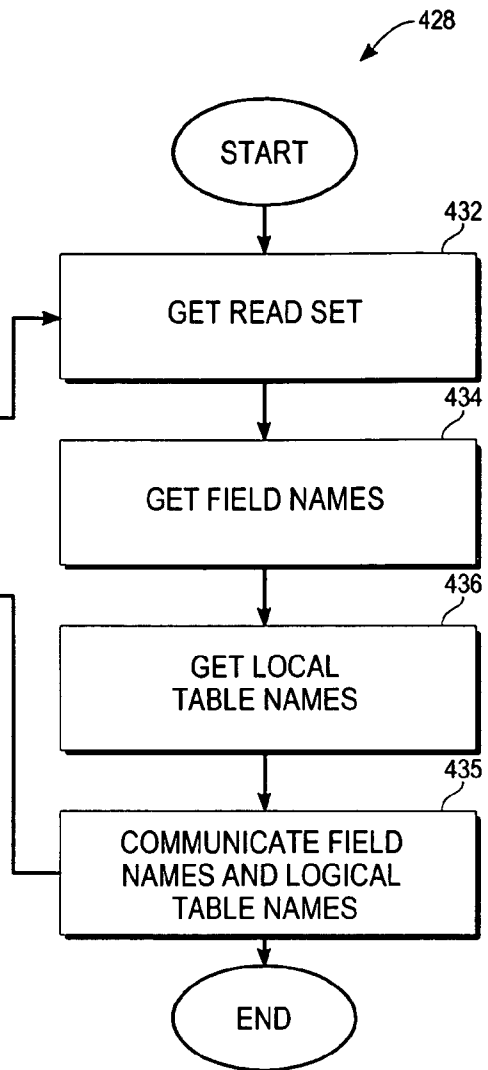 428
START
432
GET READ SET
434
GET FIELD NAMES
436
GET LOCAL
TABLE NAMES
435
COMMUNICATE FIELD
NAMES AND LOGICAL
TABLE NAMES
END